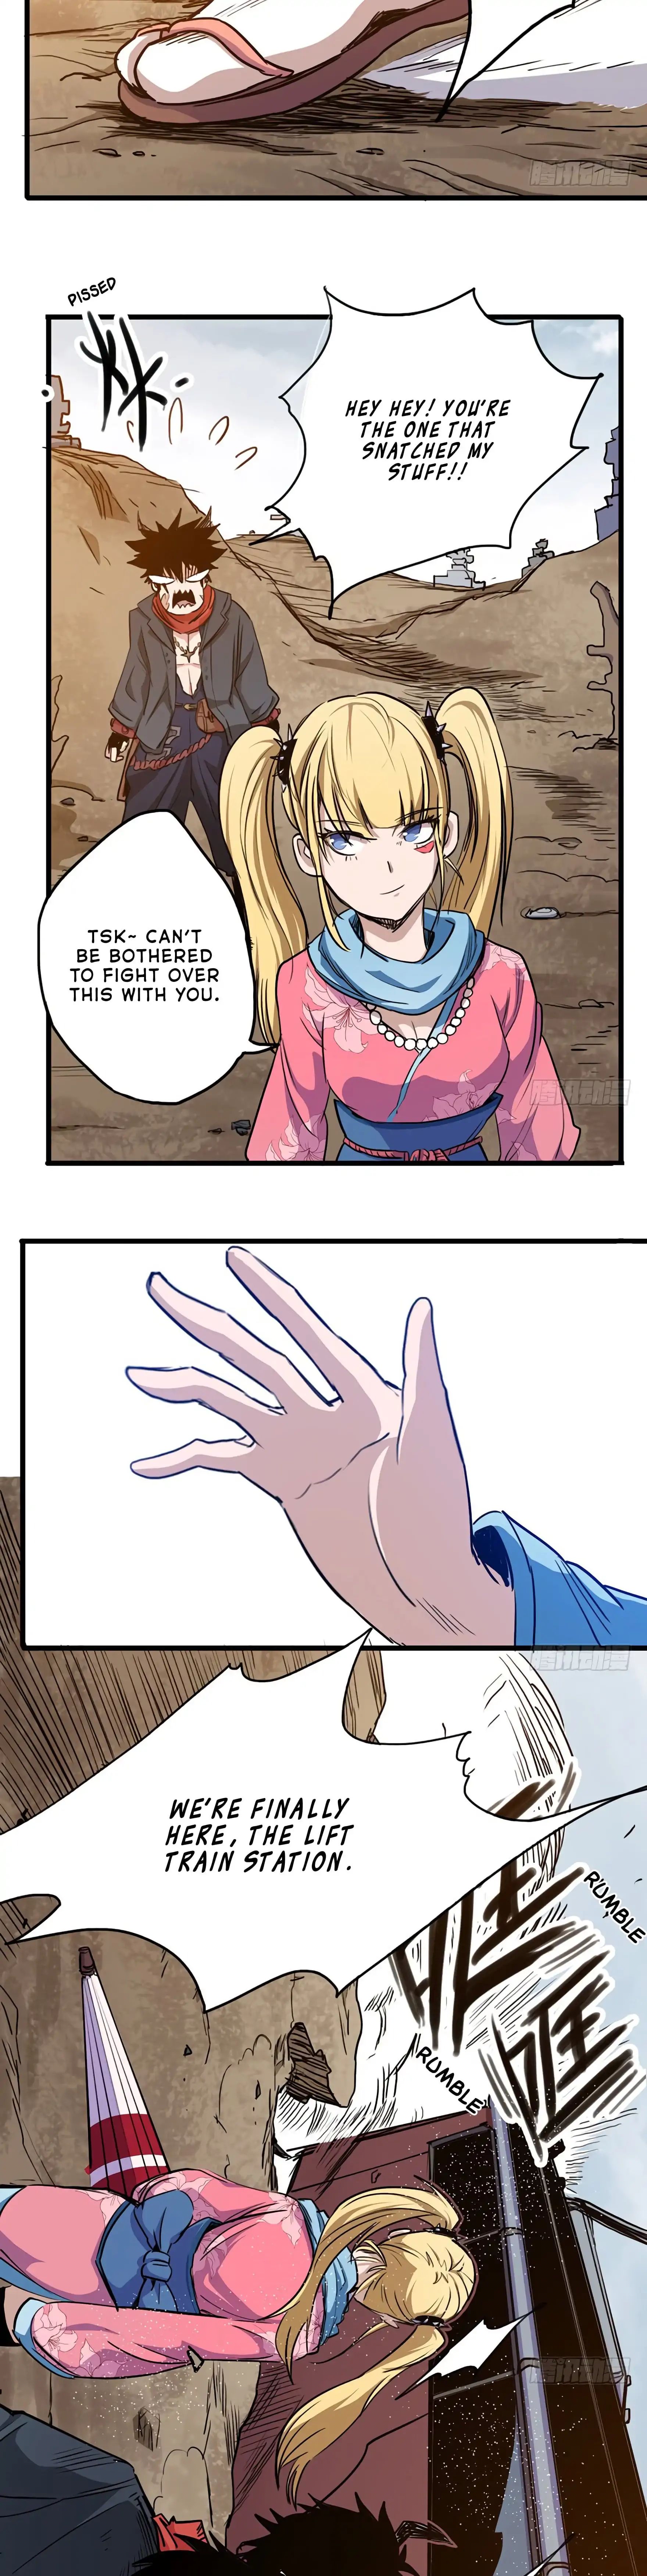 PISSED
HEY HEY! YOU'RE
THE ONE THAT
SNATCHED MY
STUFF!!
TSK~ CAN'T
BE BOTHERED
TO FIGHT OVER
THIS WITH YOU.
WE'RE FINALLY
HERE, THE LIFT
TRAIN STATION.
RUMBLE
RUMBLE